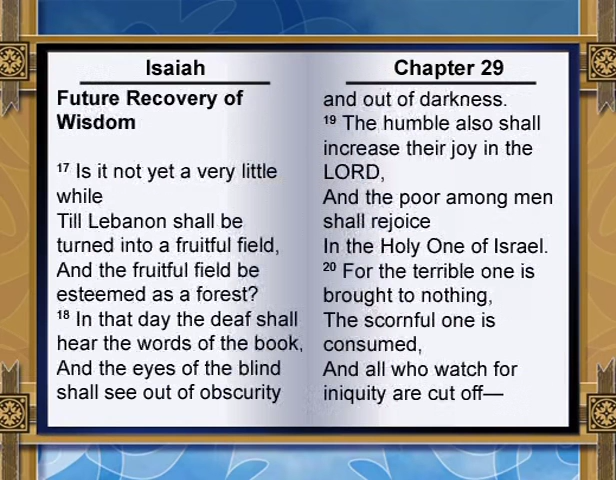 Isaiah
Future Recovery of
Wisdom
17 Is it not yet a very little
while
Till Lebanon shall be
turned into a fruitful field,
And the fruitful field be
esteemed as a forest?
18 In that day the deaf shall
hear the words of the book,
And the eyes of the blind
shall see out of obscurity
Chapter 29
and out of darkness.
19 The humble also shall
increase their joy in the
LORD,
And the poor among men
shall rejoice
In the Holy One of Israel.
20 For the terrible one is
brought to nothing,
The scornful one is
consumed,
And all who watch for
iniquity are cut off—